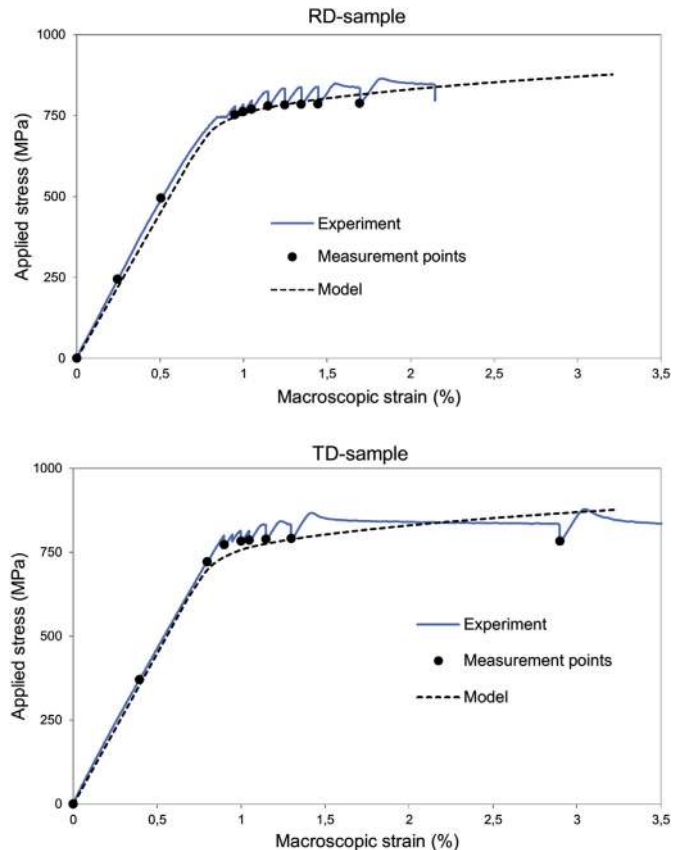 RD-sample
1000
750
500
250
0
Applied stress (MPa)
Experiment
Measurement points
Model
0 0,5 1 1,5 2 2,5 3 3,5
Macroscopic strain (%)
TD-sample
1000
750
500
250
0
Applied stress (MPa)
Experiment
Measurement points
Model
0 0,5 1 1,5 2 2,5 3 3,5
Macroscopic strain (%)